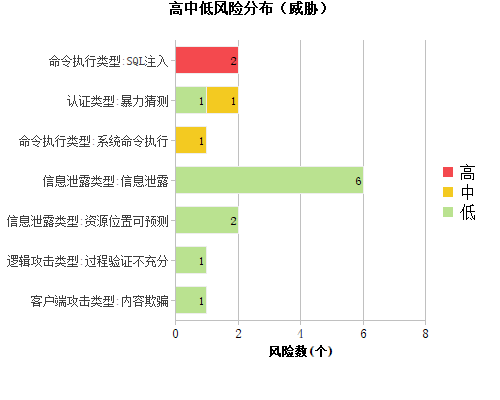 高中低风险分布（威胁）
命令执行类型:SQL注入
2
认证类型:暴力猜测
1
1
命令执行类型:系统命令执行
1
信息泄露类型:信息泄露
6
信息泄露类型:资源位置可预测
2
逻辑攻击类型:过程验证不充分
1
客户端攻击类型:内容欺骗
1
0 2 4 6 8
风险数(个)
高
中
低